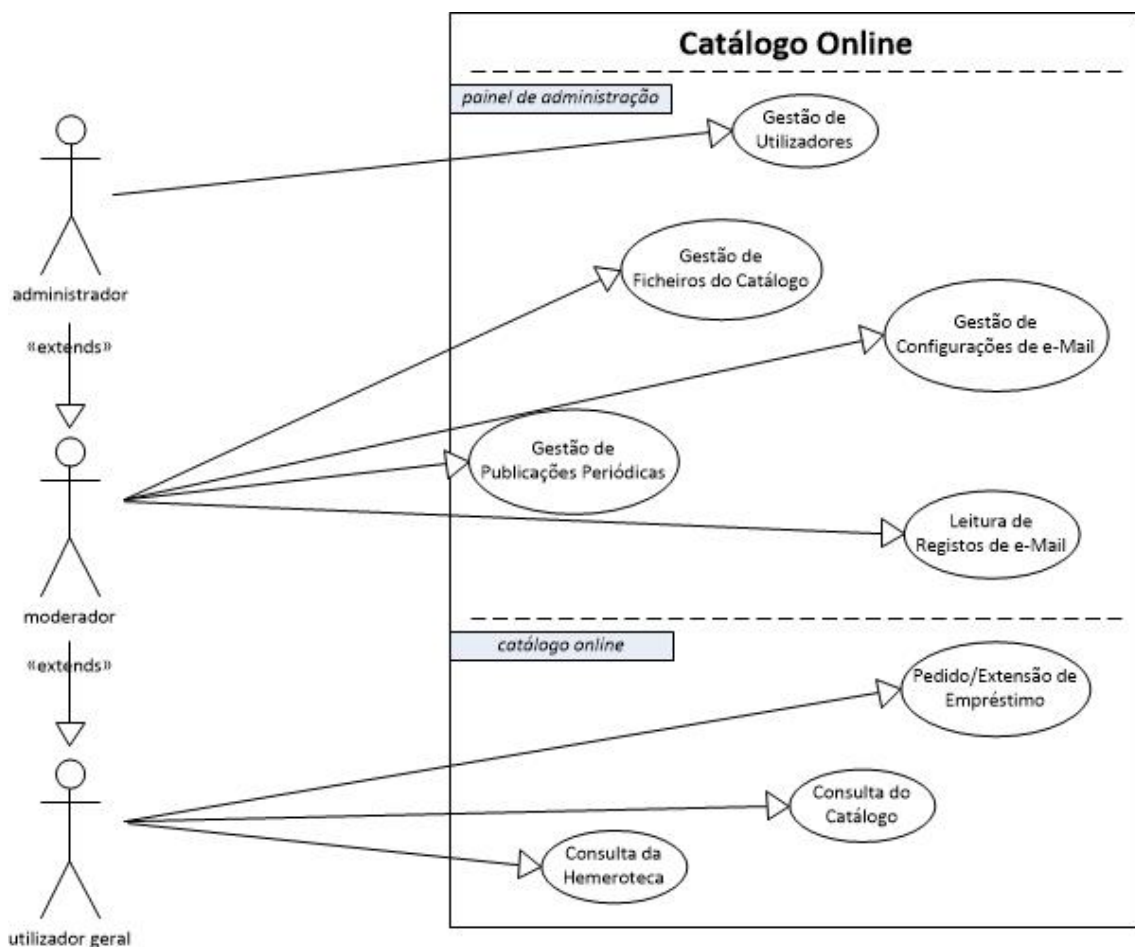 Catálogo Online
painel de administração
Gestão de
Utilizadores
administrador
«extends»
Gestão de
Ficheiros do Catálogo
Gestão de
Configurações de e-Mail
Gestão de
Publicações Periódicas
Leitura de
Registos de e-Mail
moderador
«extends»
catálogo online
Pedido/Extensão de
Empréstimo
Consulta do
Catálogo
Consulta da
Hemeroteca
utilizador geral